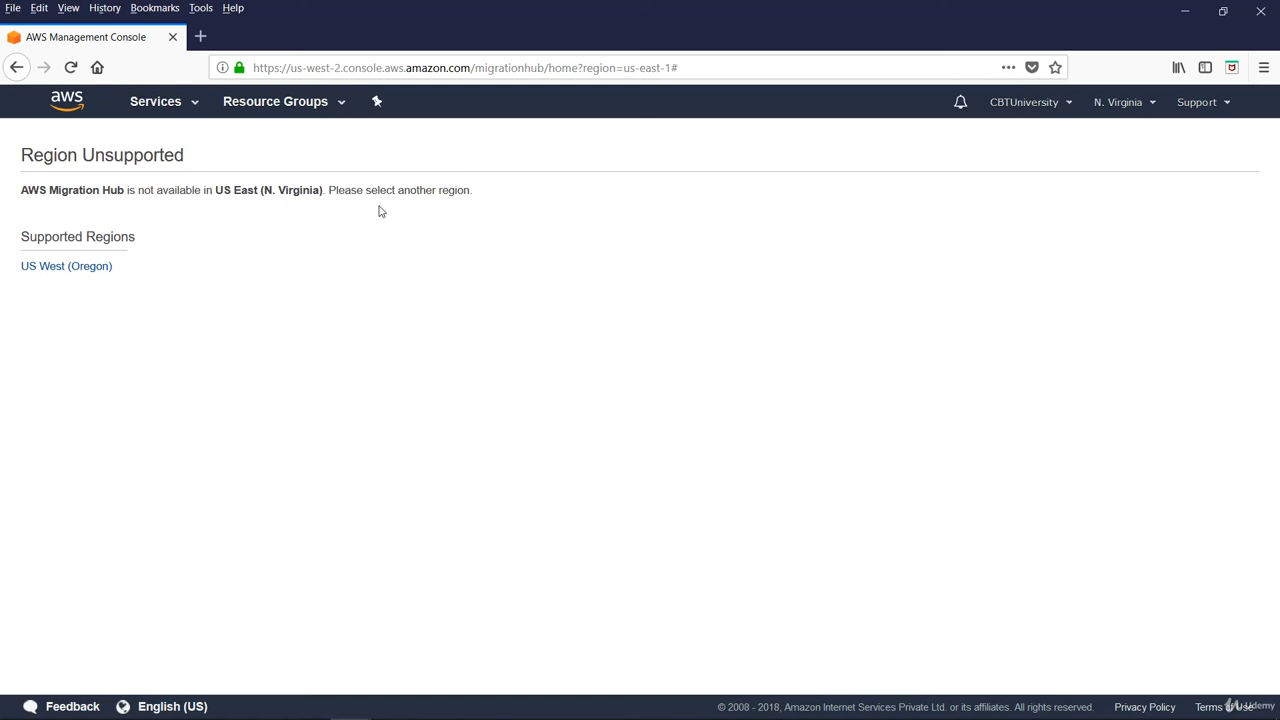 File Edit View History Bookmarks Tools Help
AWS Management Console
https://us-west-2.console.aws.amazon.com/migrationhub/home?region=us-east-1#
aws Services Resource Groups CBTUniversity N. Virginia Support
Region Unsupported
AWS Migration Hub is not available in US East (N. Virginia). Please select another region.
Supported Regions
US West (Oregon)
Feedback English (US) © 2008 - 2018, Amazon Internet Services Private Ltd. or its affiliates. All rights reserved. Privacy Policy Terms of Use
Udemy